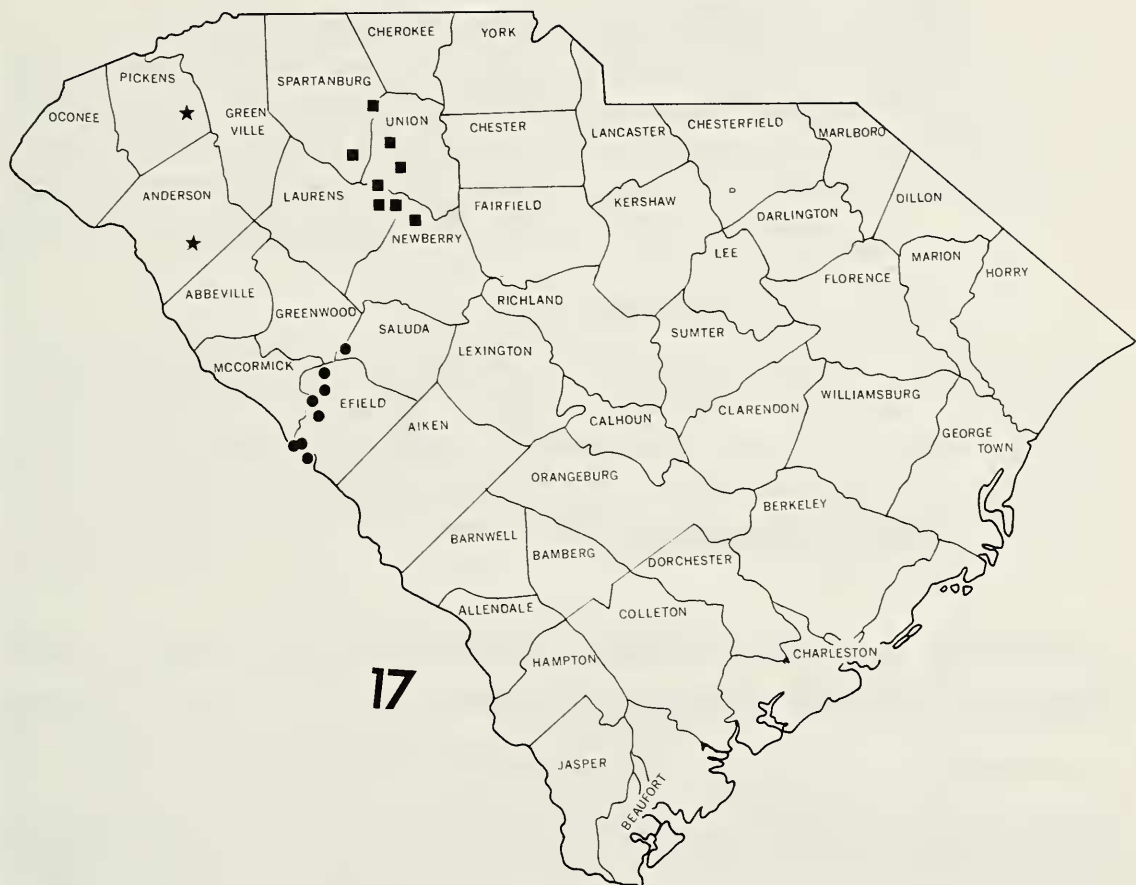 CHEROKEE
YORK
PICKENS
SPARTANBURG
OCONEE
GREEN
VILLE
UNION
CHESTER
LANCASTER
CHESTERFIELD
MARLBORO
ANDERSON
LAURENS
FAIRFIELD
KERSHAW
DARLINGTON
DILLON
NEWBERRY
LEE
MARION
HORRY
ABBEVILLE
FLORENCE
GREENWOOD
RICHLAND
SALUDA
SUMTER
LEXINGTON
MCCORMICK
EFIELD
WILLIAMSBURG
CLARENDON
AIKEN
CALHOUN
GEORGE
TOWN
ORANGEBURG
BERKELEY
BARNWELL
BAMBERG
DORCHESTER
ALLENDALE
COLLETON
CHARLESTON
HAMPTON
17
JASPER
BEAUFORT